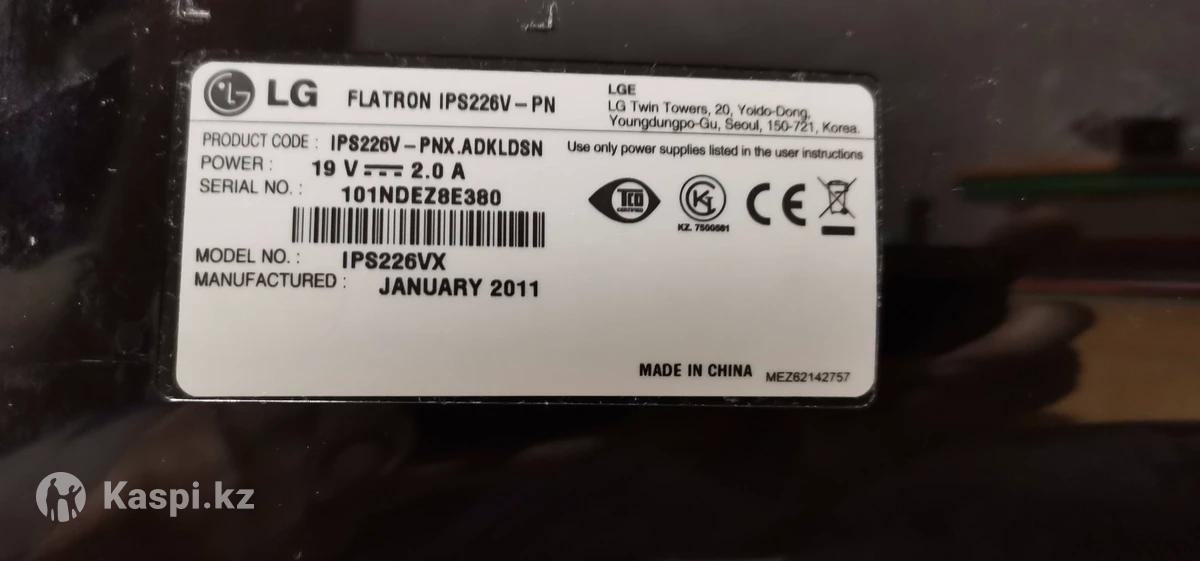 LG FLATRON IPS226V-PN
LGE
LG Twin Towers, 20, Yoido-Dong,
Youngdungpo-Gu, Seoul, 150-721, Korea.
PRODUCT CODE : IPS226V-PNX.ADKLDSN
Use only power supplies listed in the user instructions
POWER : 19 V 2.0 A
SERIAL NO. : 101NDEZ8E380
TCO
CERTIFIED
KZ. 7500561
CE
MODEL NO. : IPS226VX
MANUFACTURED : JANUARY 2011
MADE IN CHINA MEZ62142757
Kaspi.kz